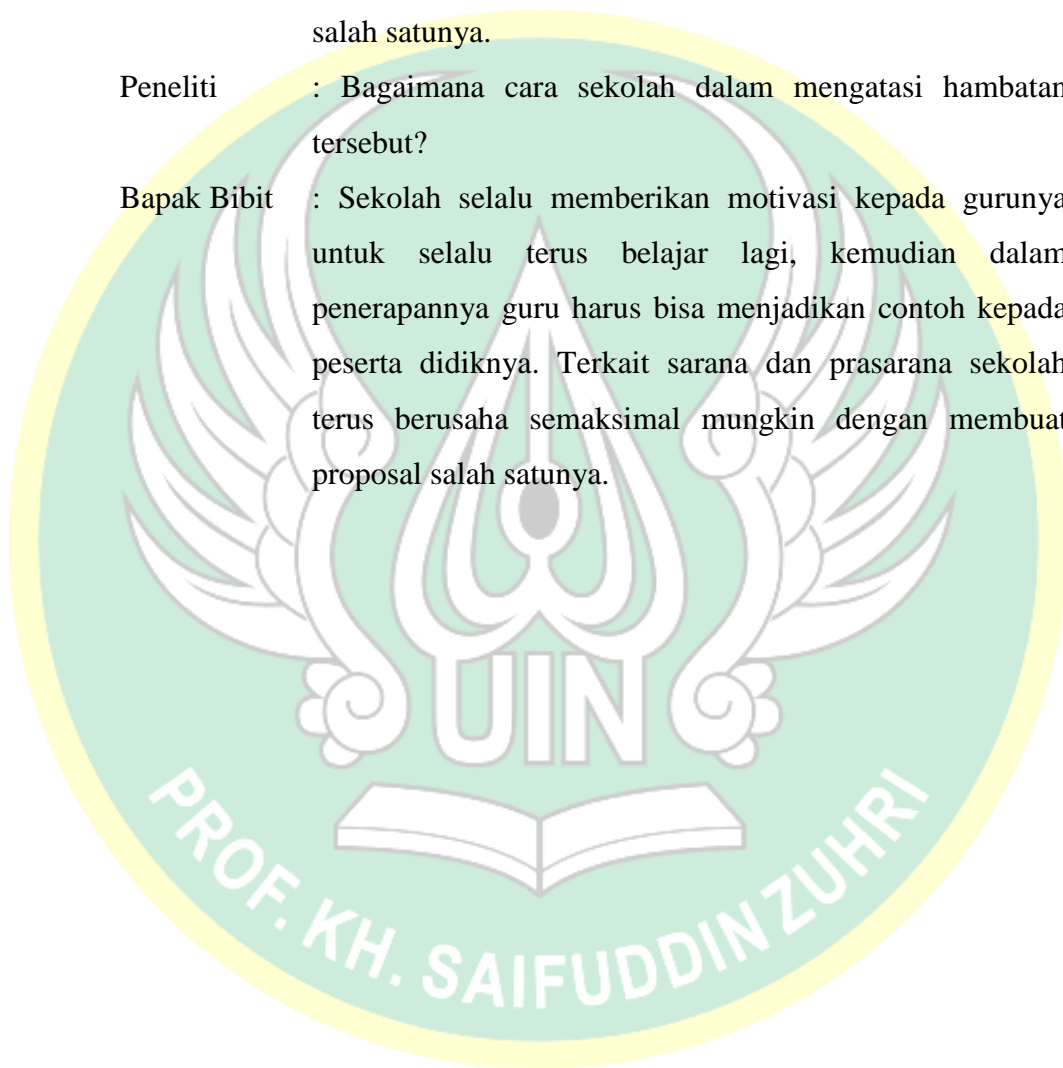 salah satunya.
Peneliti : Bagaimana cara sekolah dalam mengatasi hambatan
tersebut?
Bapak Bibit : Sekolah selalu memberikan motivasi kepada gurunya
untuk selalu terus belajar lagi, kemudian dalam
penerapannya guru harus bisa menjadikan contoh kepada
peserta didiknya. Terkait sarana dan prasarana sekolah
terus berusaha semaksimal mungkin dengan membuat
proposal salah satunya.
UIN
PROF. KH. SAIFUDDIN ZUHRI